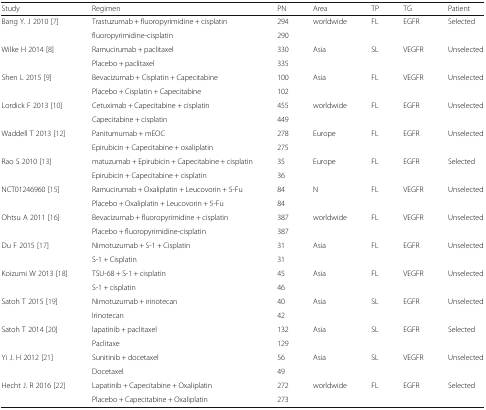 Study Regimen PN Area TP TG Patient
Bang Y. J 2010 [7] Trastuzumab + fluoropyrimidine + cisplatin 294 worldwide FL EGFR Selected
fluoropyrimidine-cisplatin 290
Wilke H 2014 [8] Ramucirumab + paclitaxel 330 Asia SL VEGFR Unselected
Placebo + paclitaxel 335
Shen L 2015 [9] Bevacizumab + Cisplatin + Capecitabine 100 Asia FL VEGFR Unselected
Placebo + Cisplatin + Capecitabine 102
Lordick F 2013 [10] Cetuximab + Capecitabine + cisplatin 455 worldwide FL EGFR Unselected
Capecitabine + cisplatin 449
Waddell T 2013 [12] Panitumumab + mEOC 278 Europe FL EGFR Unselected
Epirubicin + Capecitabine + oxaliplatin 275
Rao S 2010 [13] matuzumab + Epirubicin + Capecitabine + cisplatin 35 Europe FL EGFR Selected
Epirubicin + Capecitabine + cisplatin 36
NCT01246960 [15] Ramucirumab + Oxaliplatin + Leucovorin + 5-Fu 84 N FL VEGFR Unselected
Placebo + Oxaliplatin + Leucovorin + 5-Fu 84
Ohtsu A 2011 [16] Bevacizumab + fluoropyrimidine + cisplatin 387 worldwide FL VEGFR Unselected
Placebo + fluoropyrimidine-cisplatin 387
Du F 2015 [17] Nimotuzumab + S-1 + Cisplatin 31 Asia FL EGFR Unselected
S-1 + Cisplatin 31
Koizumi W 2013 [18] TSU-68 + S-1 + cisplatin 45 Asia FL VEGFR Unselected
S-1 + cisplatin 46
Satoh T 2015 [19] Nimotuzumab + irinotecan 40 Asia SL EGFR Unselected
Irinotecan 42
Satoh T 2014 [20] lapatinib + paclitaxel 132 Asia SL EGFR Selected
Paclitaxe 129
Yi J. H 2012 [21] Sunitinib + docetaxel 56 Asia SL VEGFR Unselected
Docetaxel 49
Hecht J. R 2016 [22] Lapatinib + Capecitabine + Oxaliplatin 272 worldwide FL EGFR Selected
Placebo + Capecitabine + Oxaliplatin 273